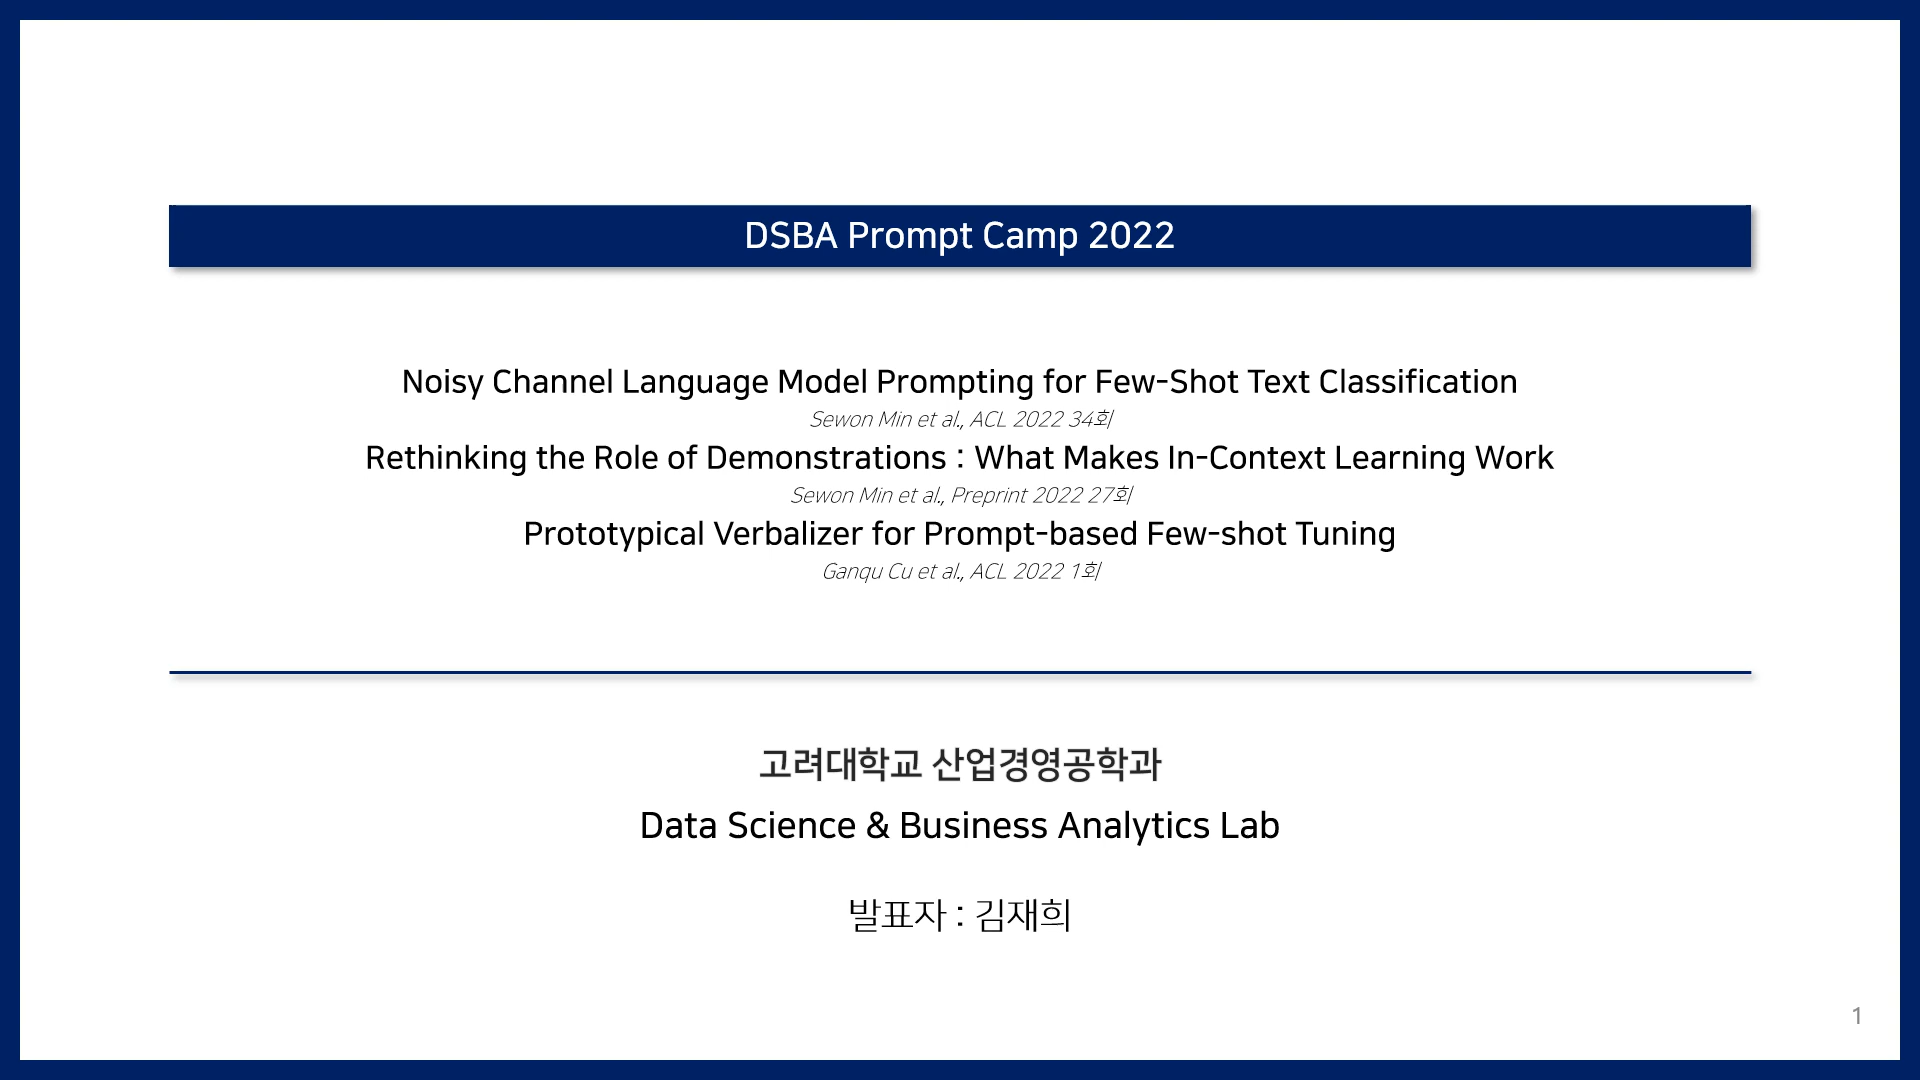 DSBA Prompt Camp 2022
Noisy Channel Language Model Prompting for Few-Shot Text Classification
Sewon Min et al., ACL 2022 34회
Rethinking the Role of Demonstrations : What Makes In-Context Learning Work
Sewon Min et al., Preprint 2022 27회
Prototypical Verbalizer for Prompt-based Few-shot Tuning
Ganqu Cu et al., ACL 2022 1회
고려대학교 산업경영공학과
Data Science & Business Analytics Lab
발표자 : 김재희
1